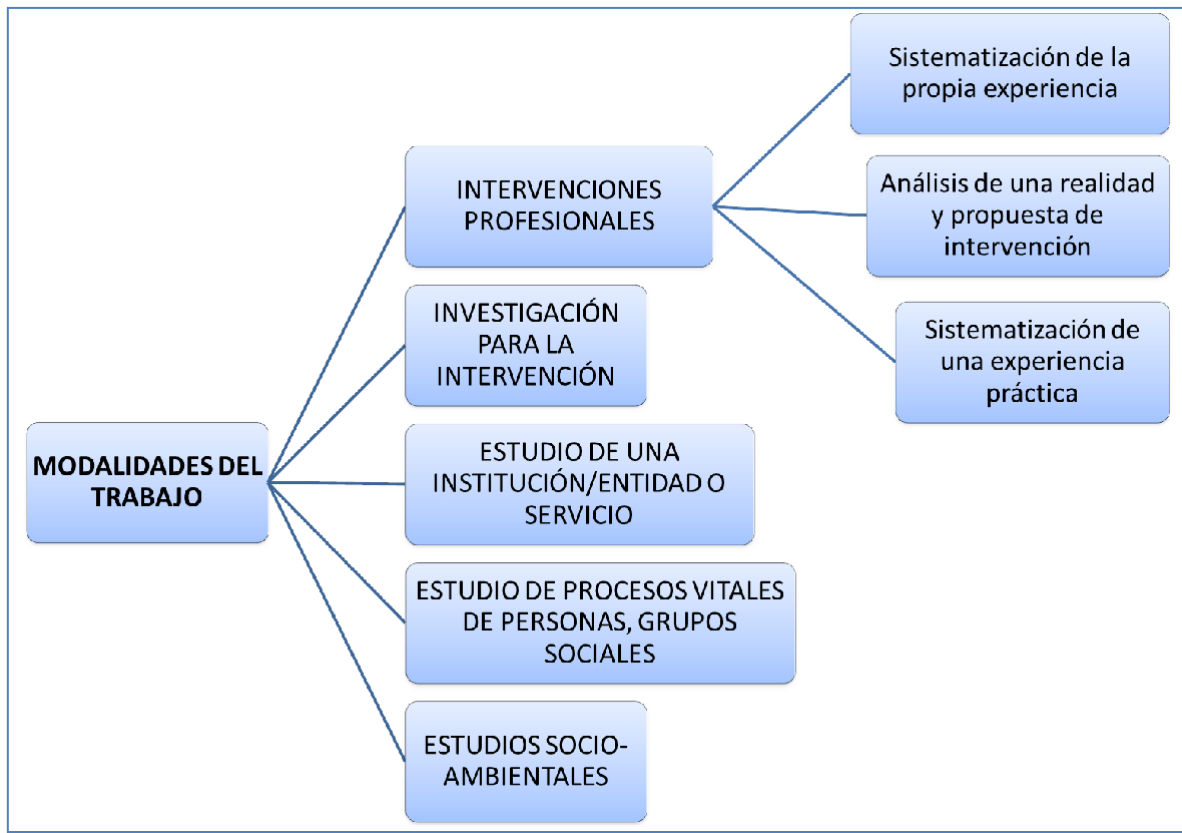 MODALIDADES DEL
TRABAJO
INTERVENCIONES
PROFESIONALES
Sistematización de la
propia experiencia
Análisis de una realidad
y propuesta de
intervención
Sistematización de
una experiencia
práctica
INVESTIGACIÓN
PARA LA
INTERVENCIÓN
ESTUDIO DE UNA
INSTITUCIÓN/ENTIDAD O
SERVICIO
ESTUDIO DE PROCESOS VITALES
DE PERSONAS, GRUPOS
SOCIALES
ESTUDIOS SOCIO-
AMBIENTALES